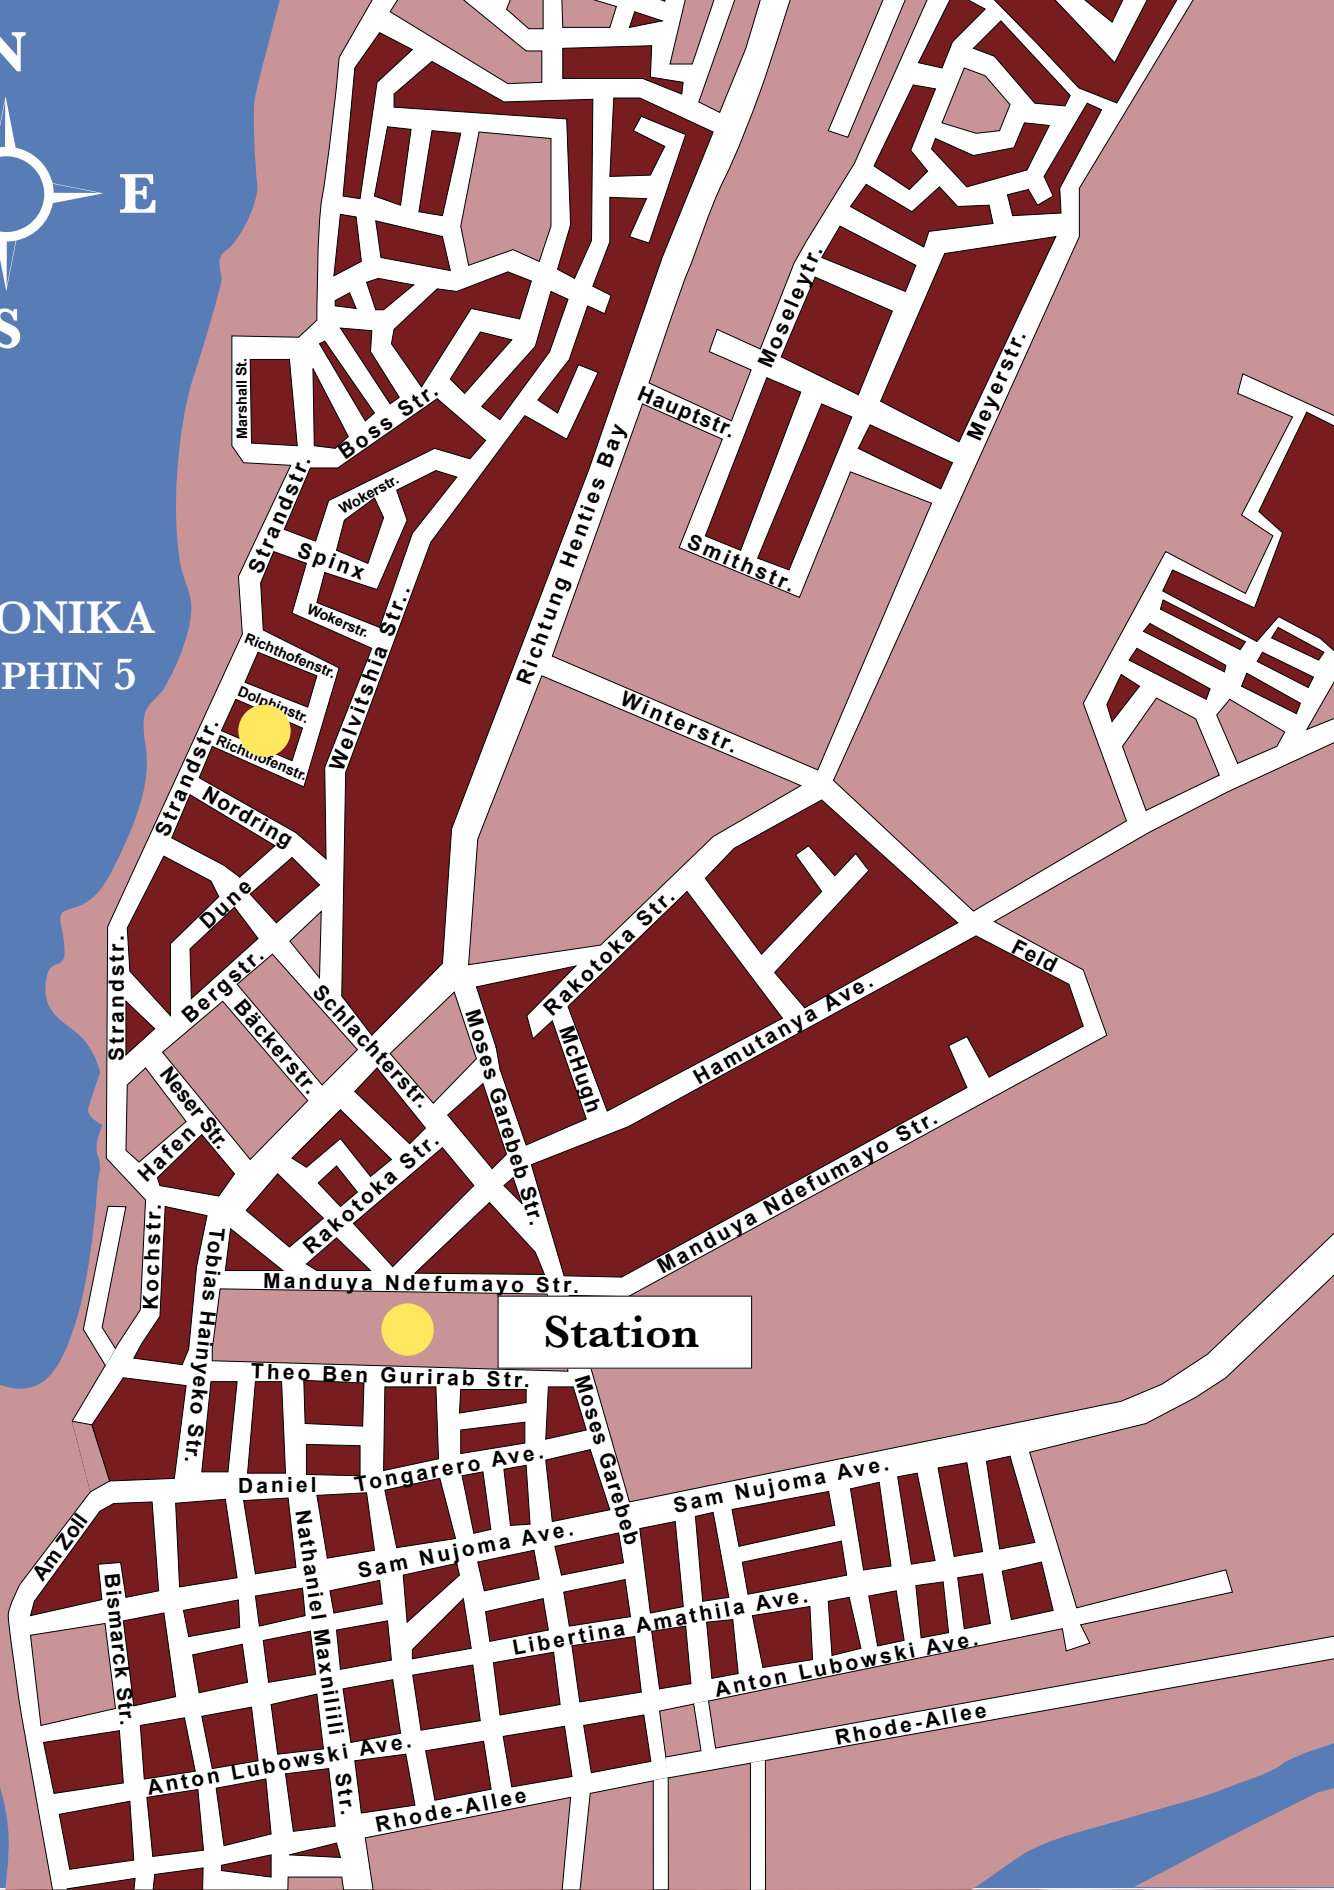 N
E
S
ONIKA
PHIN 5
Marshall St.
Boss Str.
Strandstr.
Wokerstr.
Spinx
Wokerstr.
Welvitshia Str..
Richthofenstr.
Dolphinstr.
Richthofenstr.
Strandstr.
Nordring
Dune
Bergstr.
Strandstr.
Bäckerstr.
Schlachterstr.
Neser Str.
Hafen
Kochstr.
Tobias Hainyeko Str.
Rakotoka Str.
Manduya Ndefumayo Str.
Moseleytr.
Meyerstr.
Hauptstr.
Smithstr.
Richtung Henties Bay
Winterstr.
Rakotoka Str.
McHugh
Moses Garebeb Str.
Hamutanya Ave.
Feld
Manduya Ndefumayo Str.
Station
Theo Ben Gurirab Str.
Moses Garebeb
Daniel Tongarero Ave.
Am Zoll
Bismarck Str.
Nathaniel Maxnilili Str.
Sam Nujoma Ave.
Sam Nujoma Ave.
Libertina Amathila Ave.
Anton Lubowski Ave.
Anton Lubowski Ave.
Rhode-Allee
Rhode-Allee